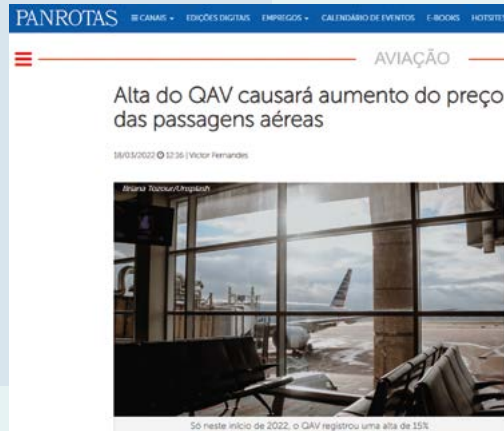 PANROTAS ≡ CANAIS EDIÇÕES DIGITAIS EMPREGOS CALENDÁRIO DE EVENTOS E-BOOKS HOTSITES
AVIAÇÃO
Alta do QAV causará aumento do preço
das passagens aéreas
18/03/2022 12:16 | Victor Fernandes
Briana Tozour/Unsplash
Só neste início de 2022, o QAV registrou uma alta de 15%